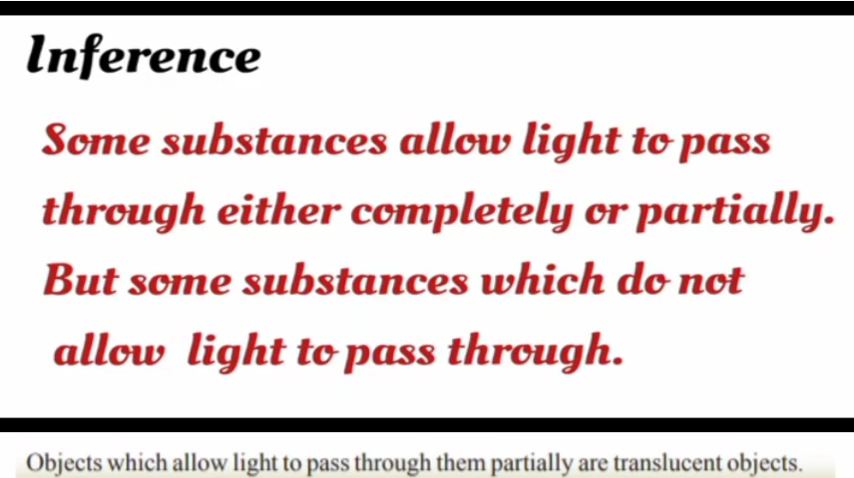 Inference
Some substances allow light to pass
through either completely or partially.
But some substances which do not
allow light to pass through.
Objects which allow light to pass through them partially are translucent objects.